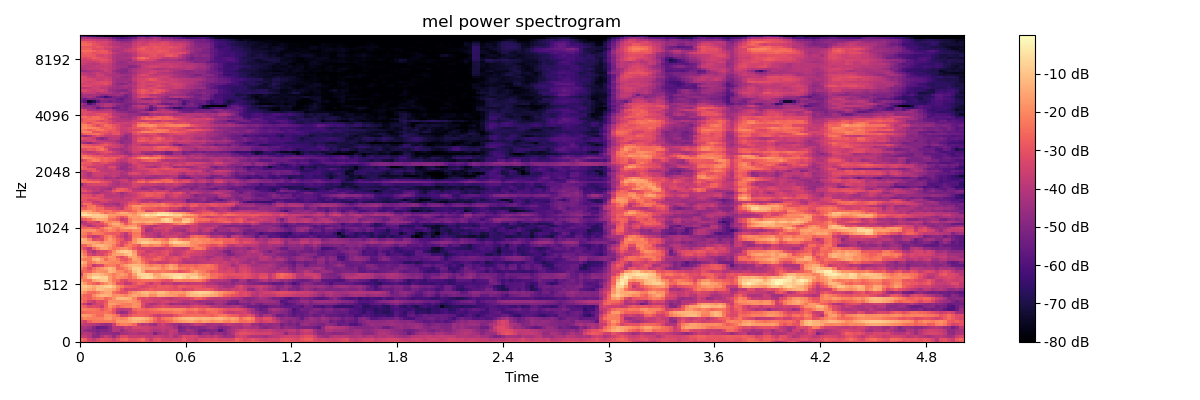 mel power spectrogram
8192
4096
2048
1024
512
0
Hz
0
0.6
1.2
1.8
2.4
3
3.6
4.2
4.8
Time
-10 dB
-20 dB
-30 dB
-40 dB
-50 dB
-60 dB
-70 dB
-80 dB